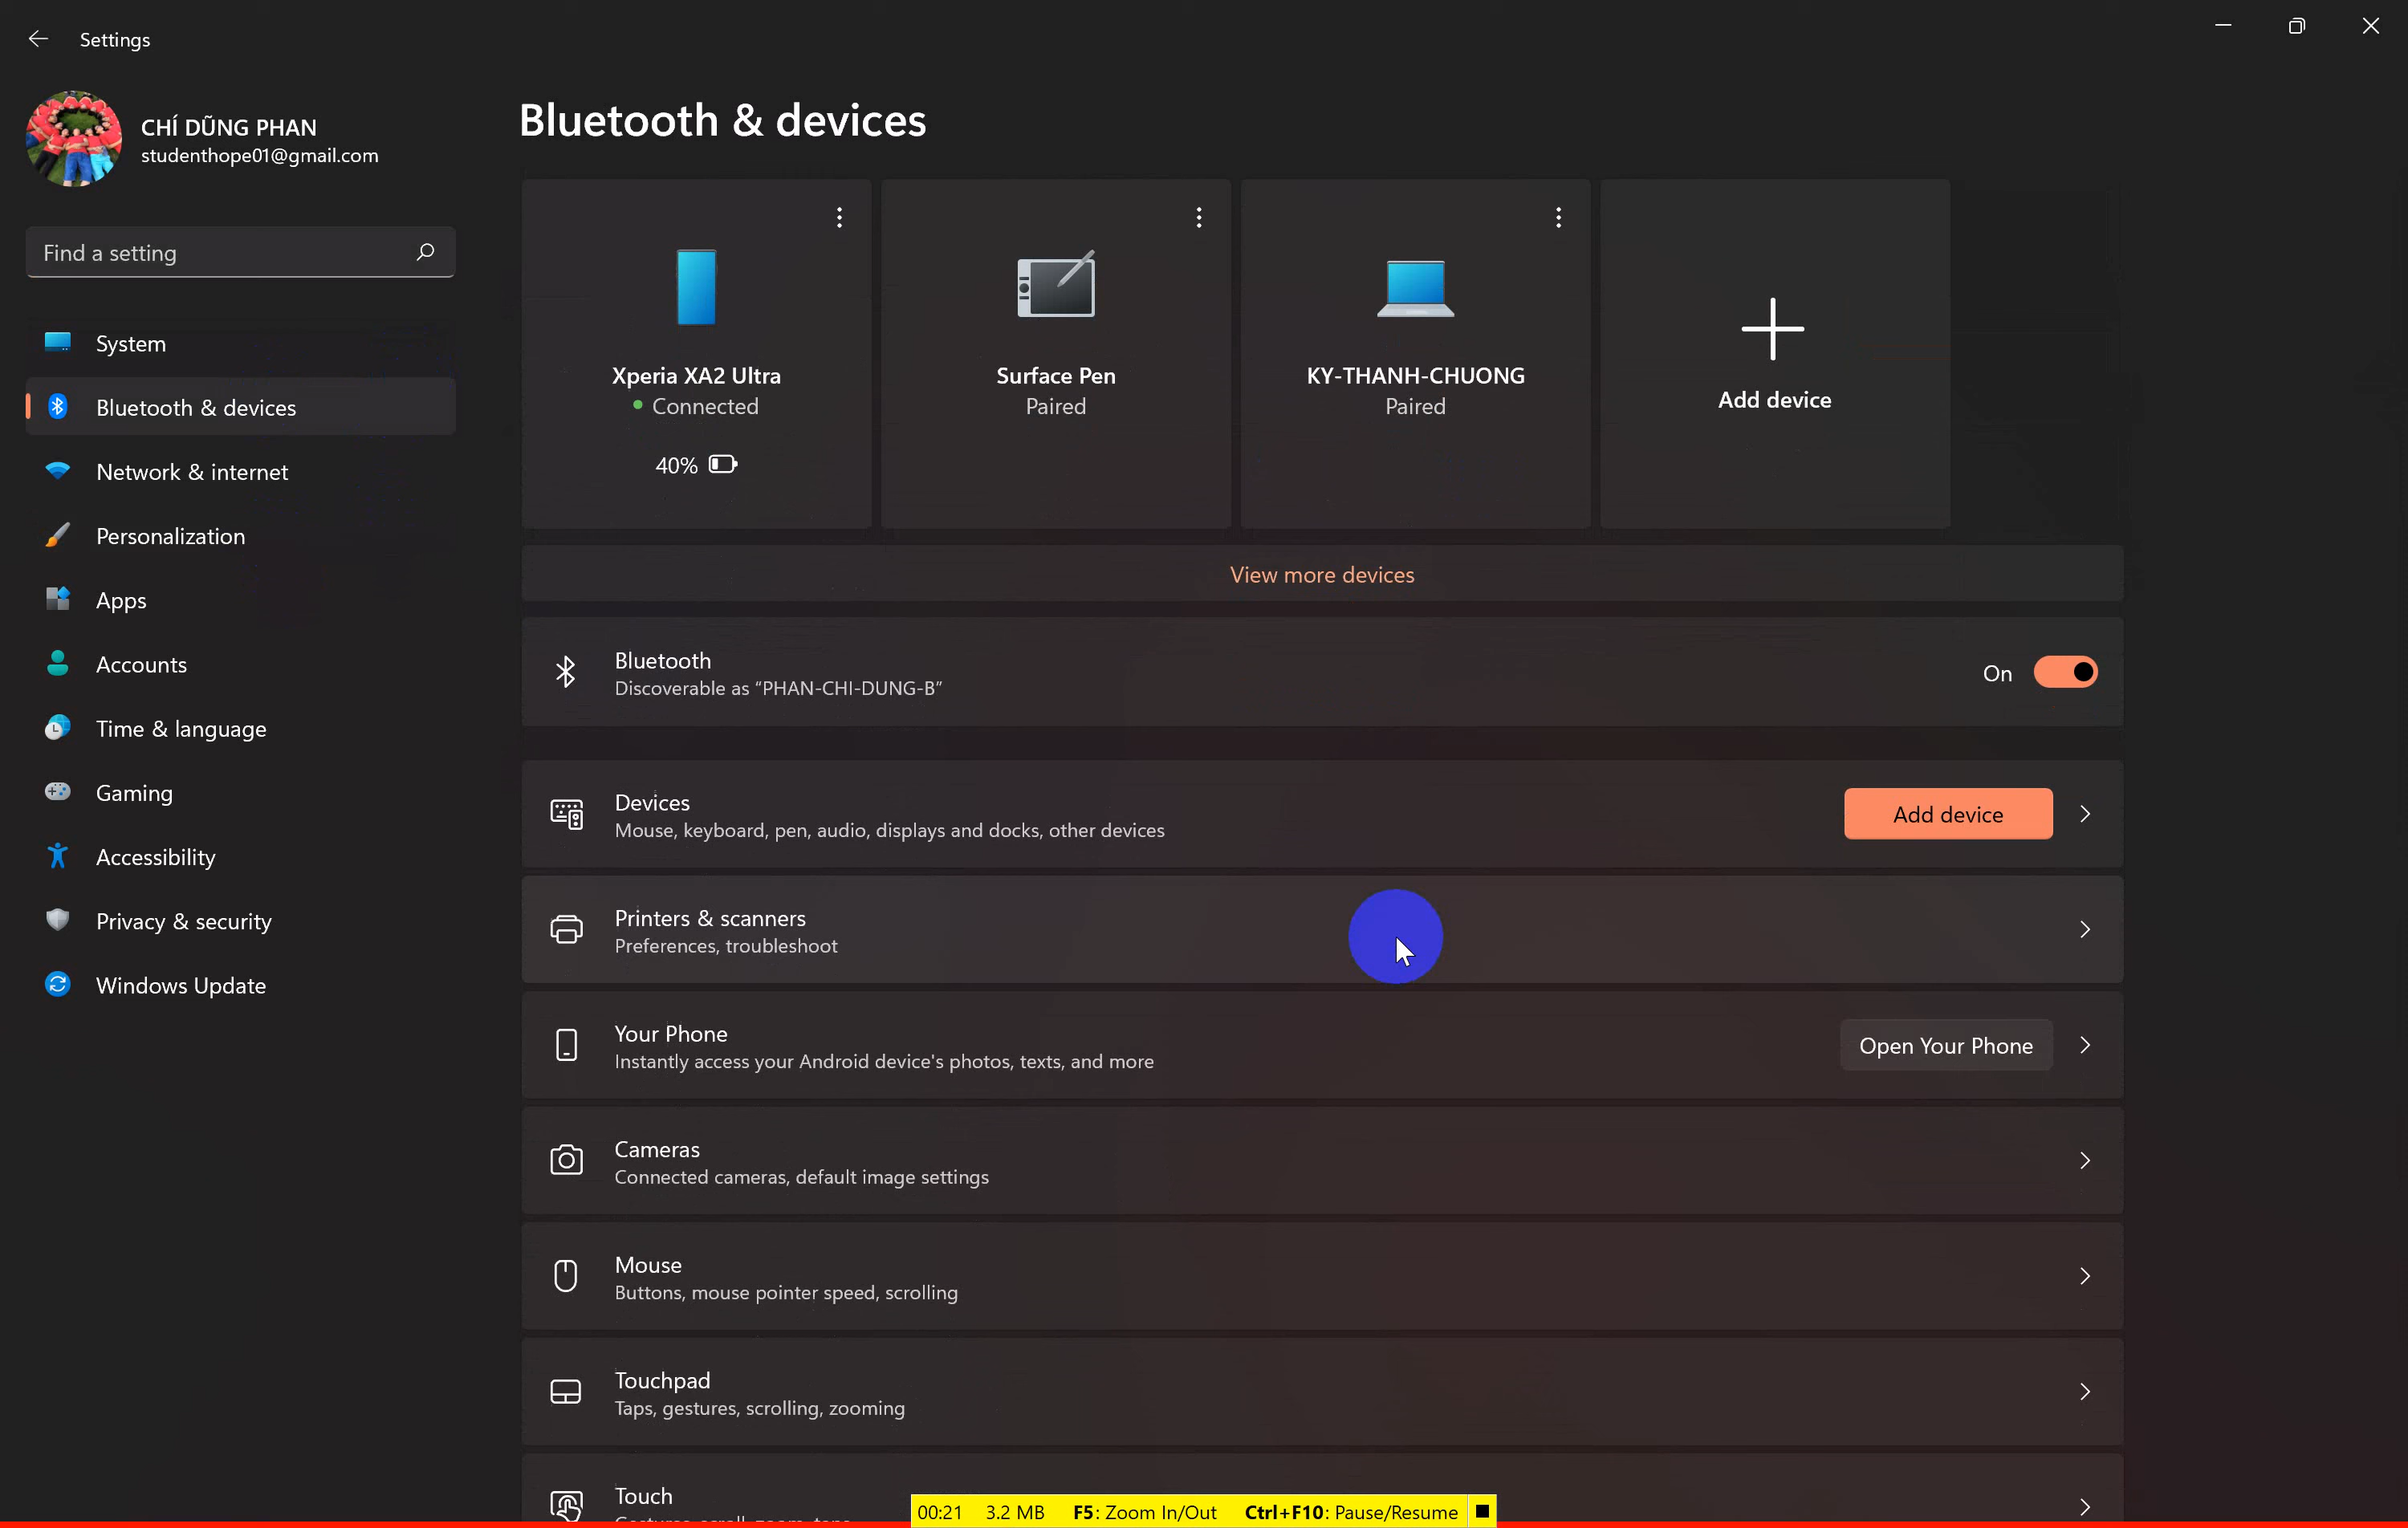 Settings
CHÍ DŨNG PHAN
studenthope01@gmail.com
Find a setting
System
Bluetooth & devices
Network & internet
Personalization
Apps
Accounts
Time & language
Gaming
Accessibility
Privacy & security
Windows Update
Bluetooth & devices
Xperia XA2 Ultra
Connected
40%
Surface Pen
Paired
KY-THANH-CHUONG
Paired
Add device
View more devices
Bluetooth
Discoverable as “PHAN-CHI-DUNG-B”
On
Devices
Mouse, keyboard, pen, audio, displays and docks, other devices
Add device
Printers & scanners
Preferences, troubleshoot
Your Phone
Instantly access your Android device's photos, texts, and more
Open Your Phone
Cameras
Connected cameras, default image settings
Mouse
Buttons, mouse pointer speed, scrolling
Touchpad
Taps, gestures, scrolling, zooming
Touch
00:21 3.2 MB F5: Zoom In/Out Ctrl+F10: Pause/Resume